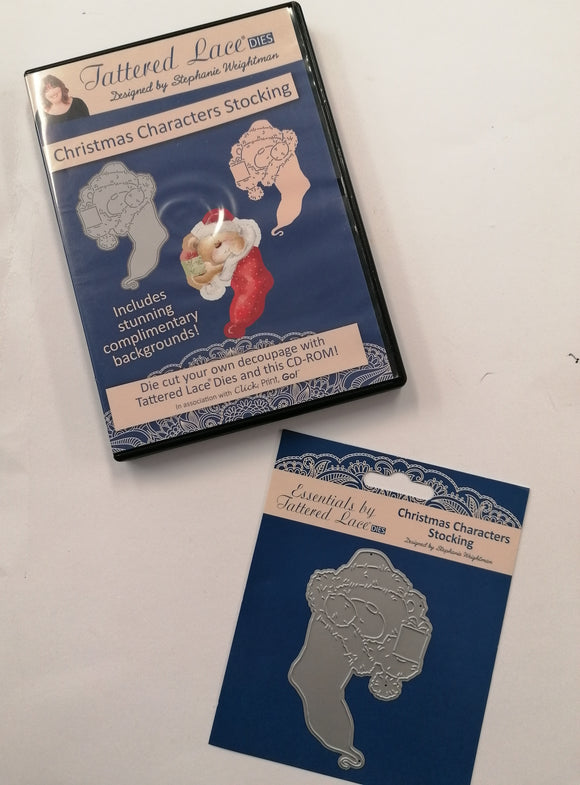 Tattered Lace® DIES
Designed by Stephanie Weightman
Christmas Characters Stocking
Includes
stunning
complimentary
backgrounds!
Die cut your own decoupage with
Tattered Lace® Dies and this CD-ROM!
In association with Click, Print, Go!™
Essentials by
Tattered Lace® DIES
Christmas Characters
Stocking
Designed by Stephanie Weightman